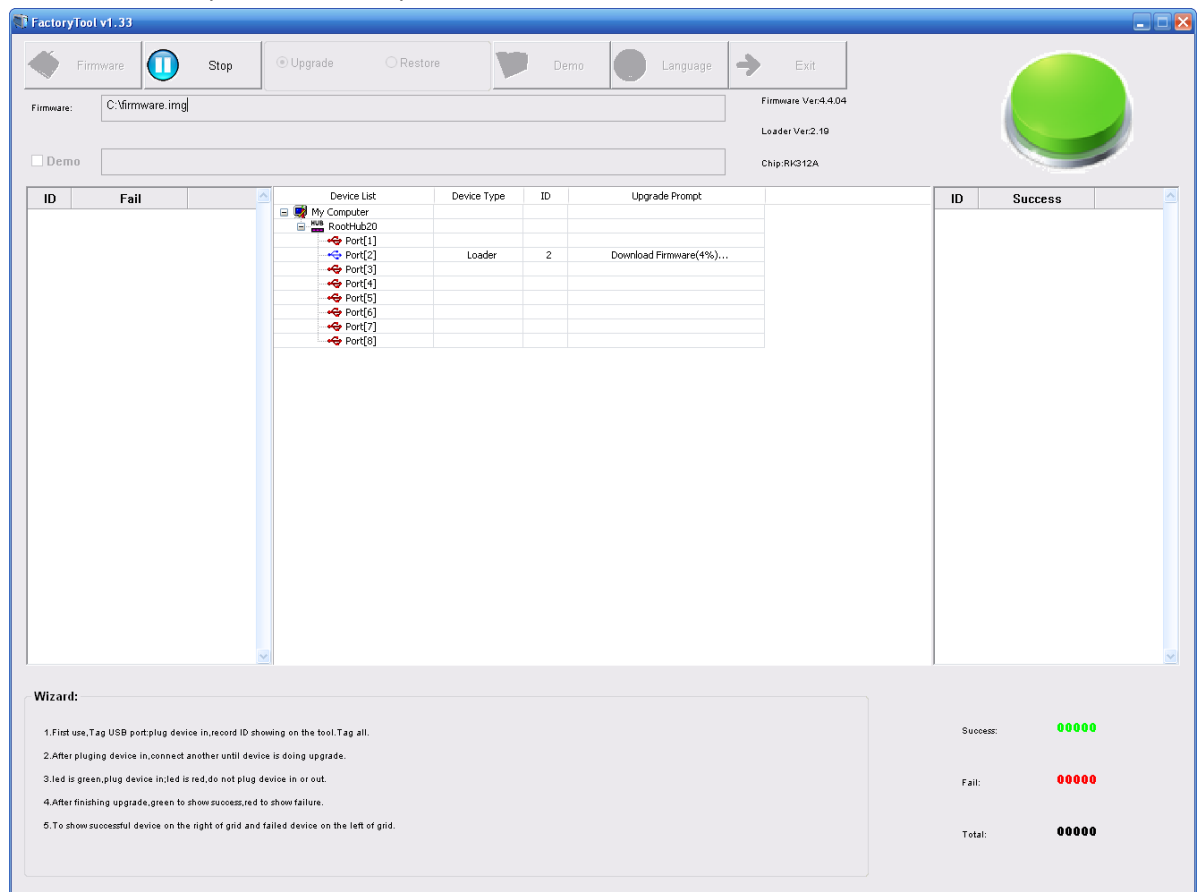 FactoryTool v1.33
Firmware Stop Upgrade Restore Demo Language Exit
Firmware: C:\firmware.img
Firmware Ver:4.4.04
Loader Ver:2.19
Demo
Chip:RK312A
ID Fail
Device List Device Type ID Upgrade Prompt
ID Success
My Computer
HUB RootHub20
Port[1]
Port[2] Loader 2 Download Firmware(4%)...
Port[3]
Port[4]
Port[5]
Port[6]
Port[7]
Port[8]
Wizard:
1.First use,Tag USB port:plug device in,record ID showing on the tool.Tag all.
2.After pluging device in,connect another until device is doing upgrade.
3.led is green,plug device in;led is red,do not plug device in or out.
4.After finishing upgrade,green to show success,red to show failure.
5.To show successful device on the right of grid and failed device on the left of grid.
Success: 00000
Fail: 00000
Total: 00000